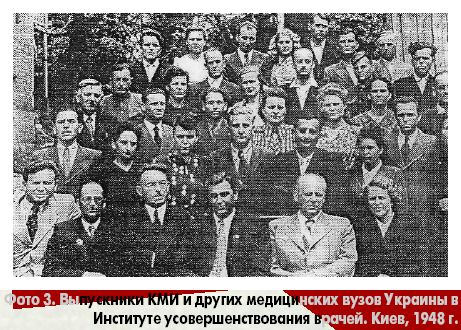 Фото 3. Выпускники КМИ и других медицинских вузов Украины в
Институте усовершенствования врачей. Киев, 1948 г.